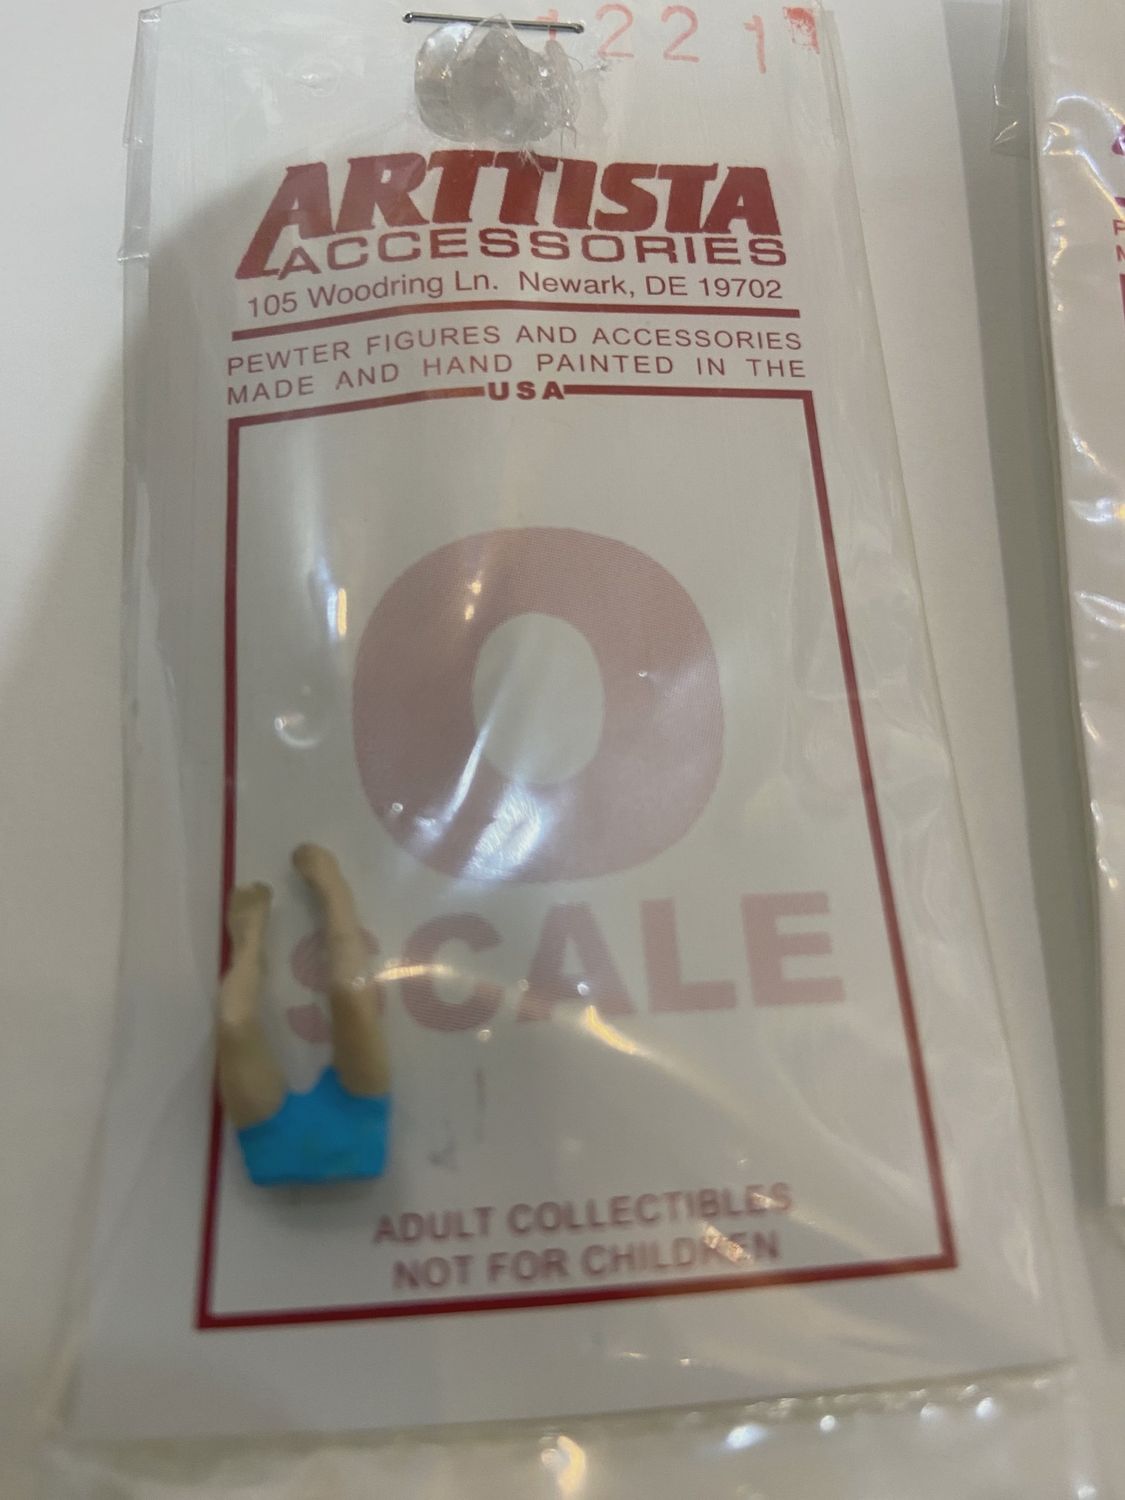 1221
ARTTISTA
ACCESSORIES
105 Woodring Ln. Newark, DE 19702
PEWTER FIGURES AND ACCESSORIES
MADE AND HAND PAINTED IN THE
USA
O
SCALE
ADULT COLLECTIBLES
NOT FOR CHILDREN